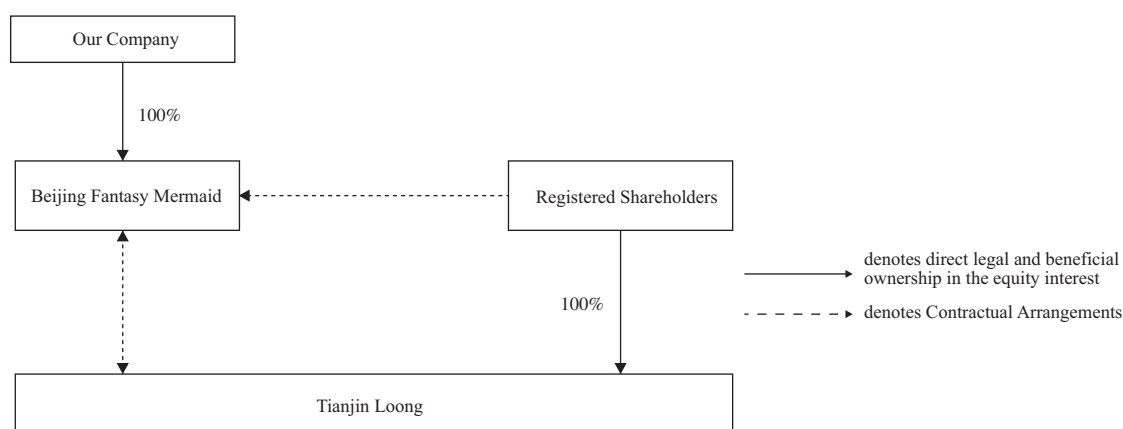 Our Company
100%
Beijing Fantasy Mermaid
Registered Shareholders
denotes direct legal and beneficial
ownership in the equity interest
100%
denotes Contractual Arrangements
Tianjin Loong